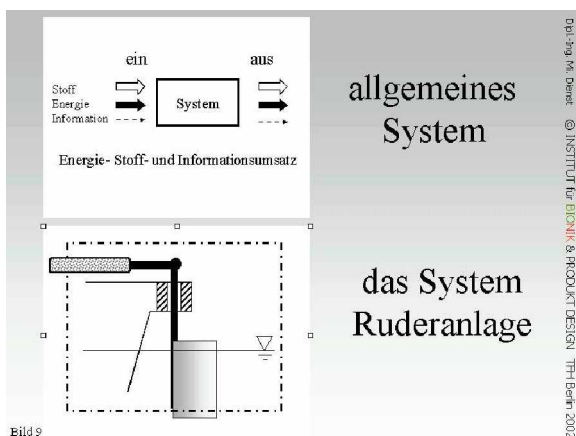 ein aus
Stoff
Energie
Information
System
Energie- Stoff- und Informationsumsatz
allgemeines
System
das System
Ruderanlage
Bild 9
Dipl.-Ing. Mi. Dienst © INSTITUT für BIONIK & PRODUKT DESIGN TFH Berlin 2002